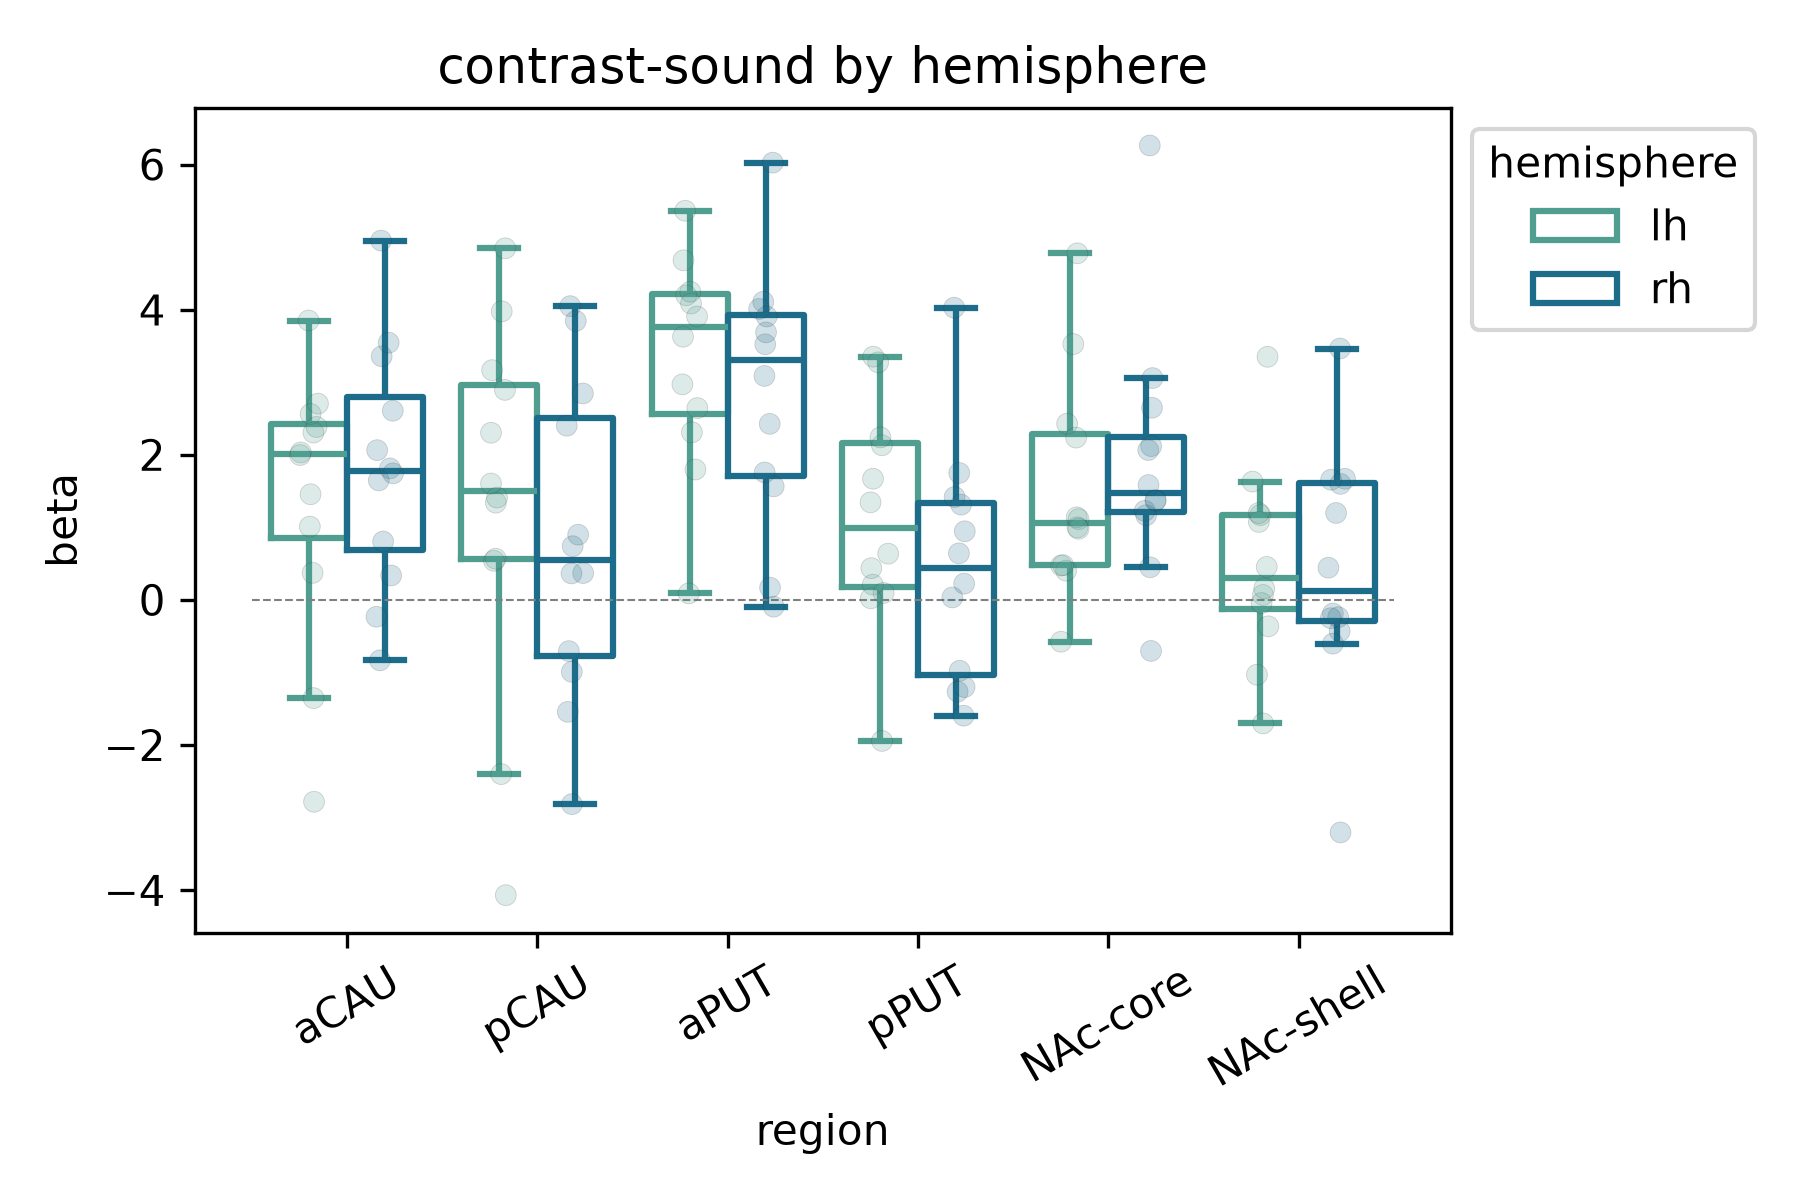 contrast-sound by hemisphere
hemisphere
lh
rh
beta
6
4
2
0
−2
−4
aCAU
pCAU
aPUT
pPUT
NAc-core
NAc-shell
region